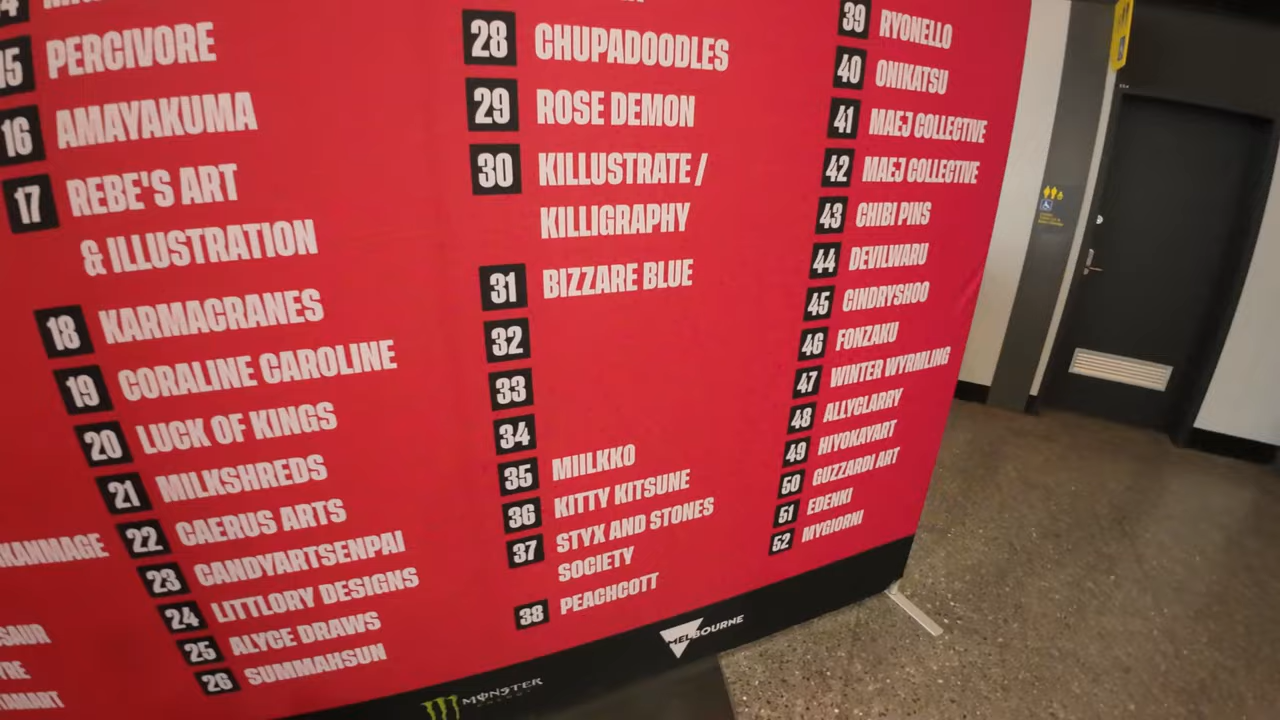 15 PERCIVORE
16 AMAYAKUMA
17 REBE'S ART
& ILLUSTRATION
18 KARMACRANES
19 CORALINE CAROLINE
20 LUCK OF KINGS
21 MILKSHREDS
22 CAERUS ARTS
23 CANDYARTSENPAI
24 LITTLORY DESIGNS
25 ALYCE DRAWS
26 SUMMAHSUN
28 CHUPADOODLES
29 ROSE DEMON
30 KILLUSTRATE /
KILLIGRAPHY
31 BIZZARE BLUE
32
33
34
35 MIILKKO
36 KITTY KITSUNE
37 STYX AND STONES
SOCIETY
38 PEACHCOTT
39 RYONELLO
40 ONIKATSU
41 MAEJ COLLECTIVE
42 MAEJ COLLECTIVE
43 CHIBI PINS
44 DEVILWARU
45 CINDRYSHOO
46 FONZAKU
47 WINTER WYRMLING
48 ALLYCLARRY
49 HIYOKAYART
50 GUZZARDI ART
51 EDENKI
52 MYGIORNI
MELBOURNE
MONSTER